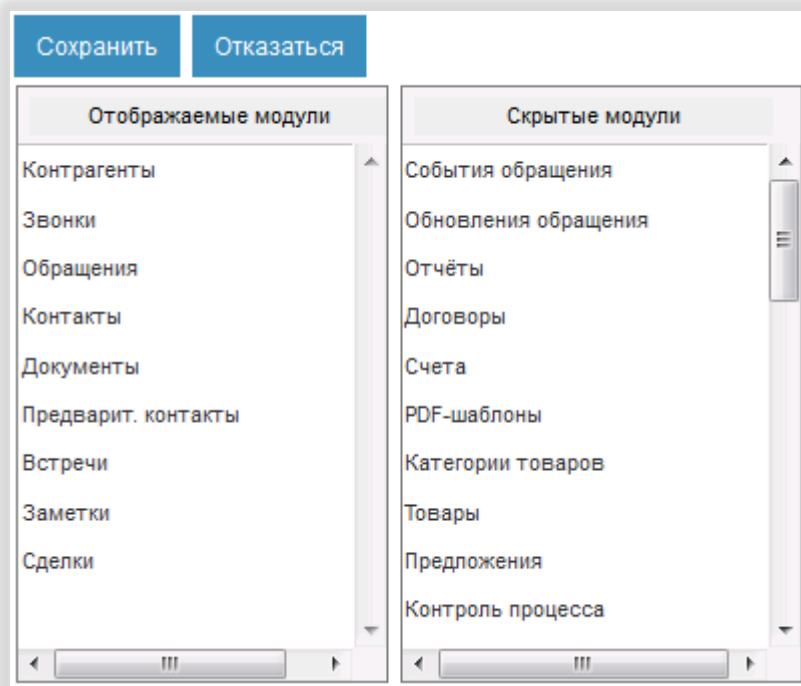 Сохранить Отказаться
Отображаемые модули
Контрагенты
Звонки
Обращения
Контакты
Документы
Предварит. контакты
Встречи
Заметки
Сделки
Скрытые модули
События обращения
Обновления обращения
Отчёты
Договоры
Счета
PDF-шаблоны
Категории товаров
Товары
Предложения
Контроль процесса